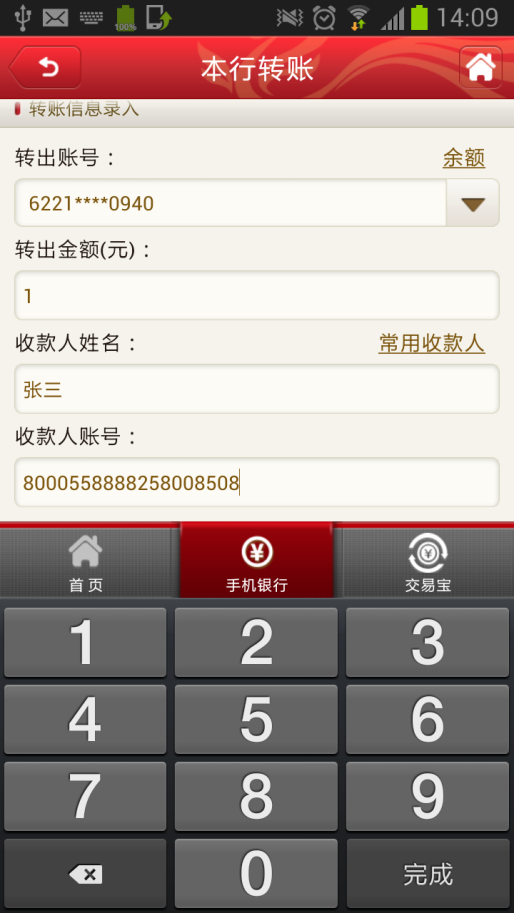 100%
14:09
本行转账
转账信息录入
转出账号：
余额
6221****0940
转出金额(元)：
1
收款人姓名：
常用收款人
张三
收款人账号：
8000558888258008508
首页
手机银行
交易宝
1 2 3
4 5 6
7 8 9
0 完成